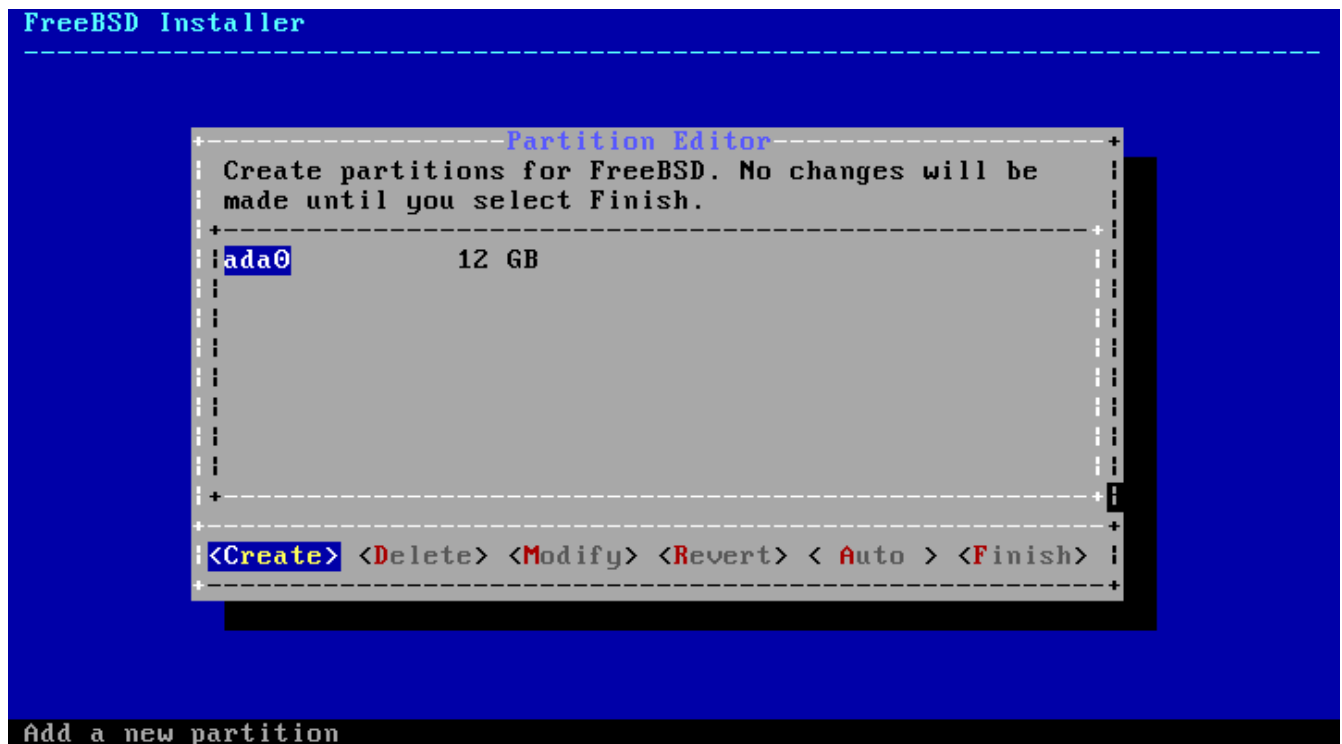 FreeBSD Installer
Partition Editor
Create partitions for FreeBSD. No changes will be
made until you select Finish.
ada0 12 GB
<Create> <Delete> <Modify> <Revert> < Auto > <Finish>
Add a new partition